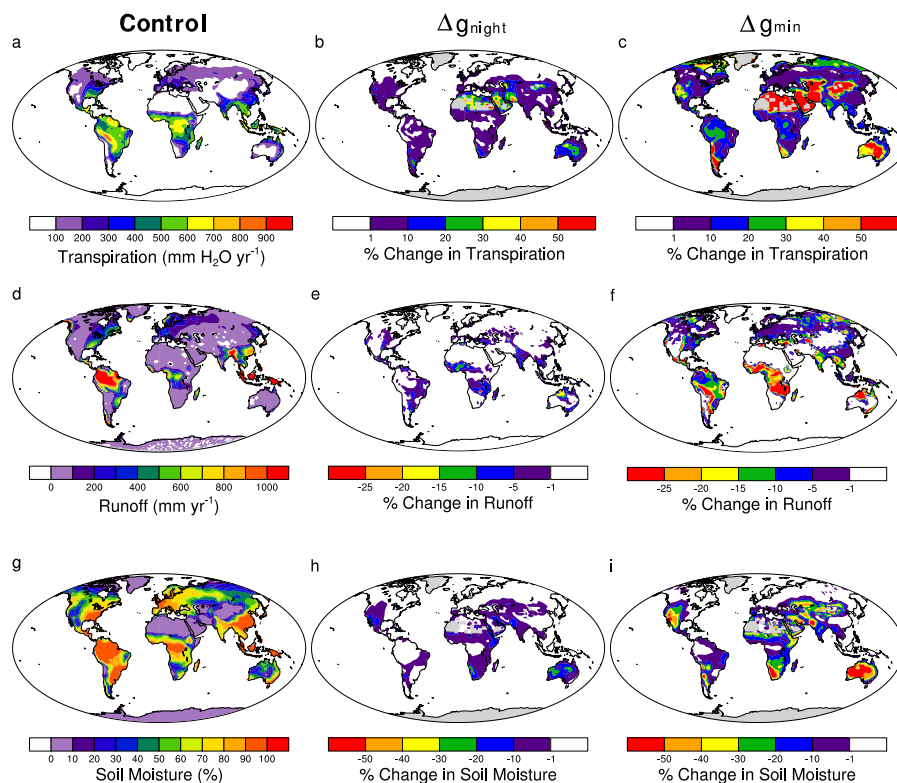 Control Δ gnight Δ gmin
a b c
100 200 300 400 500 600 700 800 900
1 10 20 30 40 50
1 10 20 30 40 50
Transpiration (mm H₂O yr⁻¹)
% Change in Transpiration
% Change in Transpiration
d e f
0 200 400 600 800 1000
-25 -20 -15 -10 -5 -1
-25 -20 -15 -10 -5 -1
Runoff (mm yr⁻¹)
% Change in Runoff
% Change in Runoff
g h i
0 10 20 30 40 50 60 70 80 90 100
-50 -40 -30 -20 -10 -1
-50 -40 -30 -20 -10 -1
Soil Moisture (%)
% Change in Soil Moisture
% Change in Soil Moisture